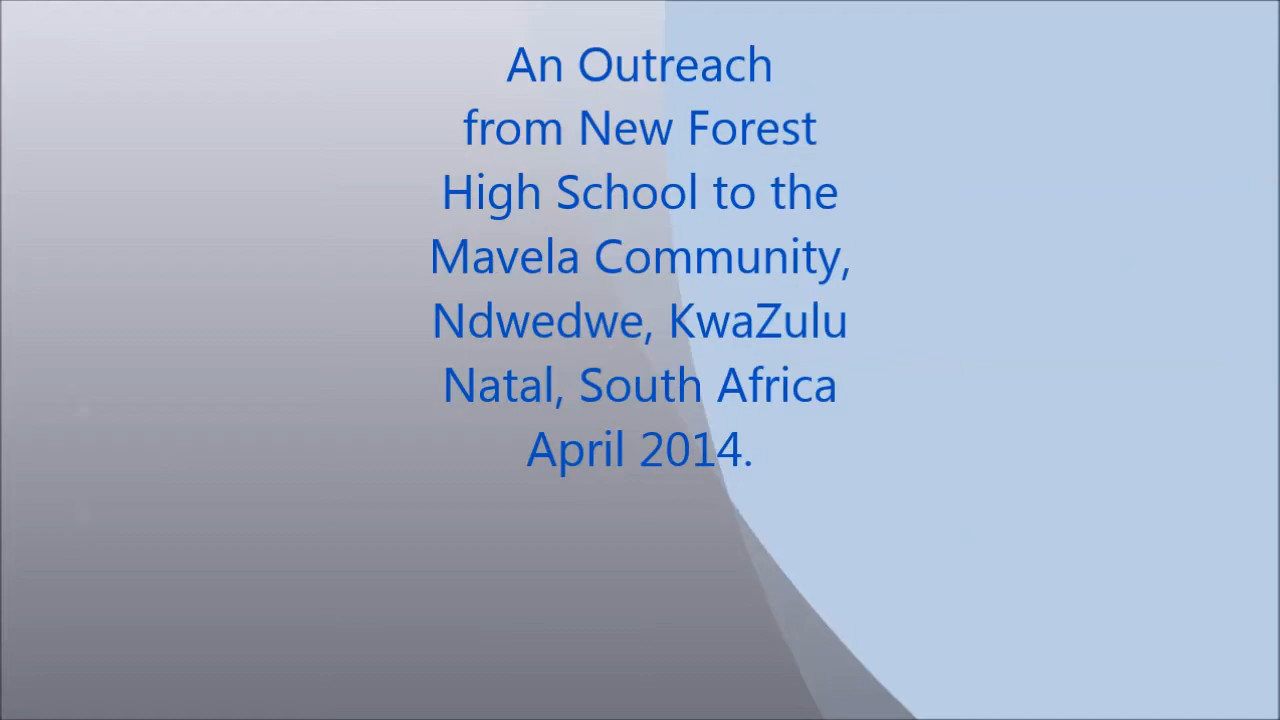 An Outreach
from New Forest
High School to the
Mavela Community,
Ndwedwe, KwaZulu
Natal, South Africa
April 2014.